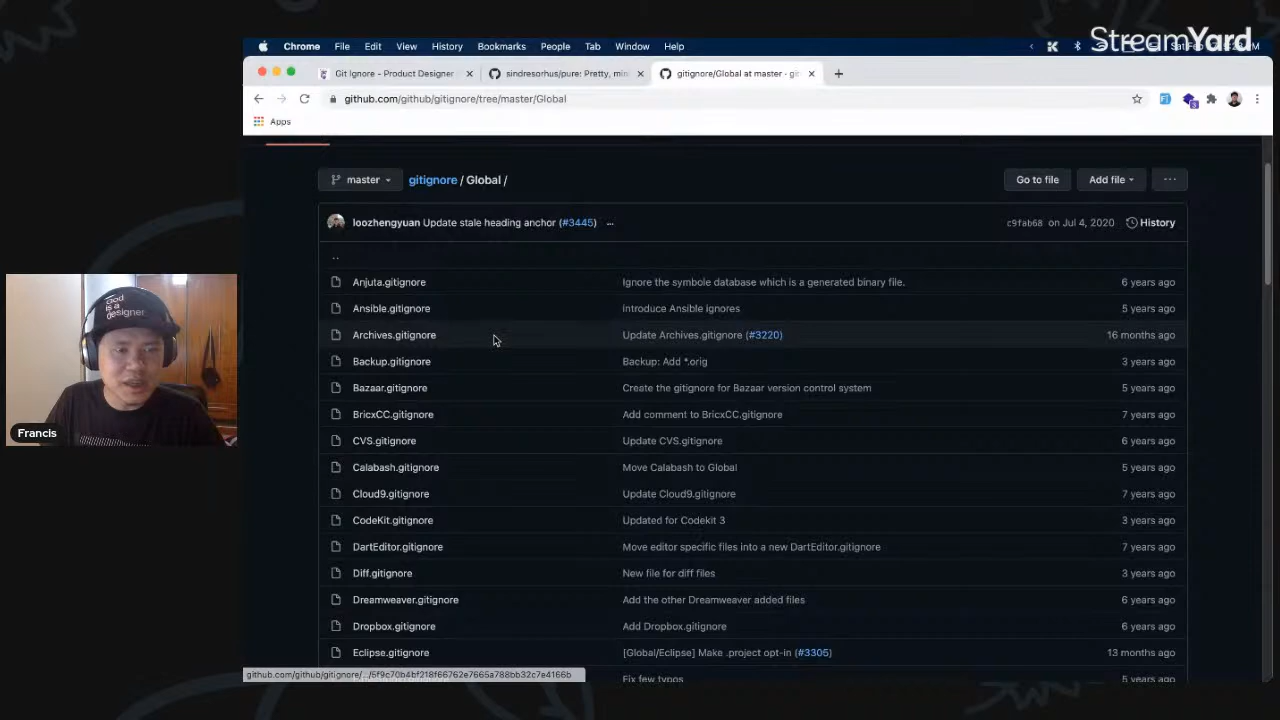 StreamYard
Chrome File Edit View History Bookmarks People Tab Window Help
Git Ignore - Product Designer
sindresorhus/pure: Pretty, min
gitignore/Global at master · gi
github.com/github/gitignore/tree/master/Global
Apps
master
gitignore / Global /
Go to file
Add file
loozhengyuan Update stale heading anchor (#3445) ...
c9fab68 on Jul 4, 2020 History
..
Anjuta.gitignore Ignore the symbole database which is a generated binary file. 6 years ago
Ansible.gitignore Introduce Ansible ignores 5 years ago
Archives.gitignore Update Archives.gitignore (#3220) 16 months ago
Backup.gitignore Backup: Add *.orig 3 years ago
Bazaar.gitignore Create the gitignore for Bazaar version control system 5 years ago
BricxCC.gitignore Add comment to BricxCC.gitignore 7 years ago
CVS.gitignore Update CVS.gitignore 6 years ago
Calabash.gitignore Move Calabash to Global 5 years ago
Cloud9.gitignore Update Cloud9.gitignore 7 years ago
CodeKit.gitignore Updated for Codekit 3 3 years ago
DartEditor.gitignore Move editor specific files into a new DartEditor.gitignore 7 years ago
Diff.gitignore New file for diff files 3 years ago
Dreamweaver.gitignore Add the other Dreamweaver added files 6 years ago
Dropbox.gitignore Add Dropbox.gitignore 6 years ago
Eclipse.gitignore [Global/Eclipse] Make .project opt-in (#3305) 13 months ago
Fix few typos 5 years ago
god
is a
designer
Francis